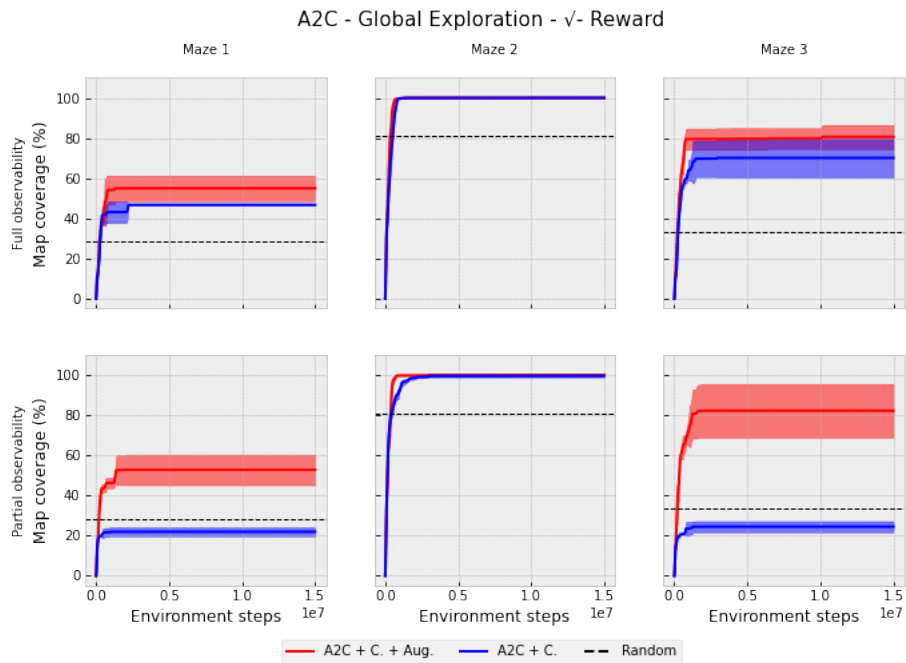 A2C - Global Exploration - √- Reward
Maze 1
Maze 2
Maze 3
Full observability
Map coverage (%)
100
80
60
40
20
0
Partial observability
Map coverage (%)
100
80
60
40
20
0
0.0 0.5 1.0 1.5
1e7
Environment steps
0.0 0.5 1.0 1.5
1e7
Environment steps
0.0 0.5 1.0 1.5
1e7
Environment steps
A2C + C. + Aug. A2C + C. Random